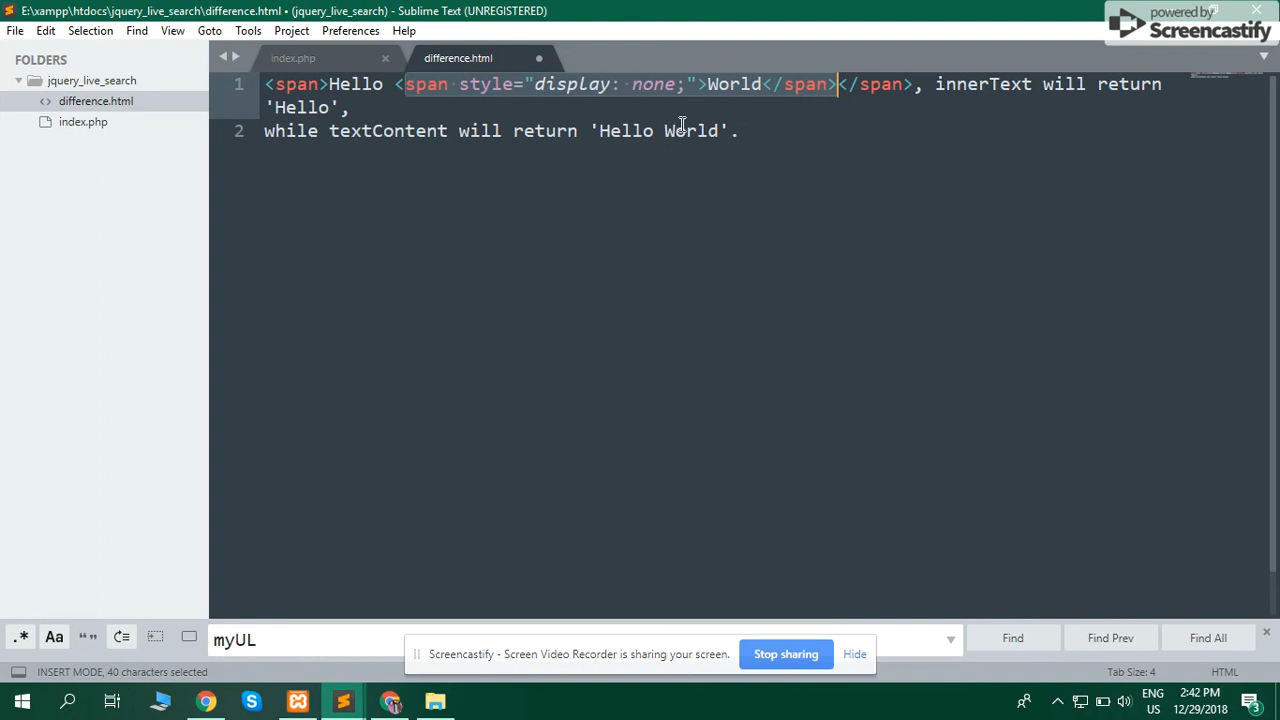 E:\xampp\htdocs\jquery_live_search\difference.html • (jquery_live_search) - Sublime Text (UNREGISTERED)
powered by
Screencastify
File Edit Selection Find View Goto Tools Project Preferences Help
FOLDERS
jquery_live_search
<> difference.html
index.php
index.php × difference.html
1 <span>Hello <span style="display: none;">World</span></span>, innerText will return
'Hello',
2 while textContent will return 'Hello World'.
.* Aa “” myUL Find Find Prev Find All ×
Screencastify - Screen Video Recorder is sharing your screen. Stop sharing Hide
INSERT MODE, 40 characters selected Tab Size: 4 HTML
ENG 2:42 PM
US 12/29/2018 3